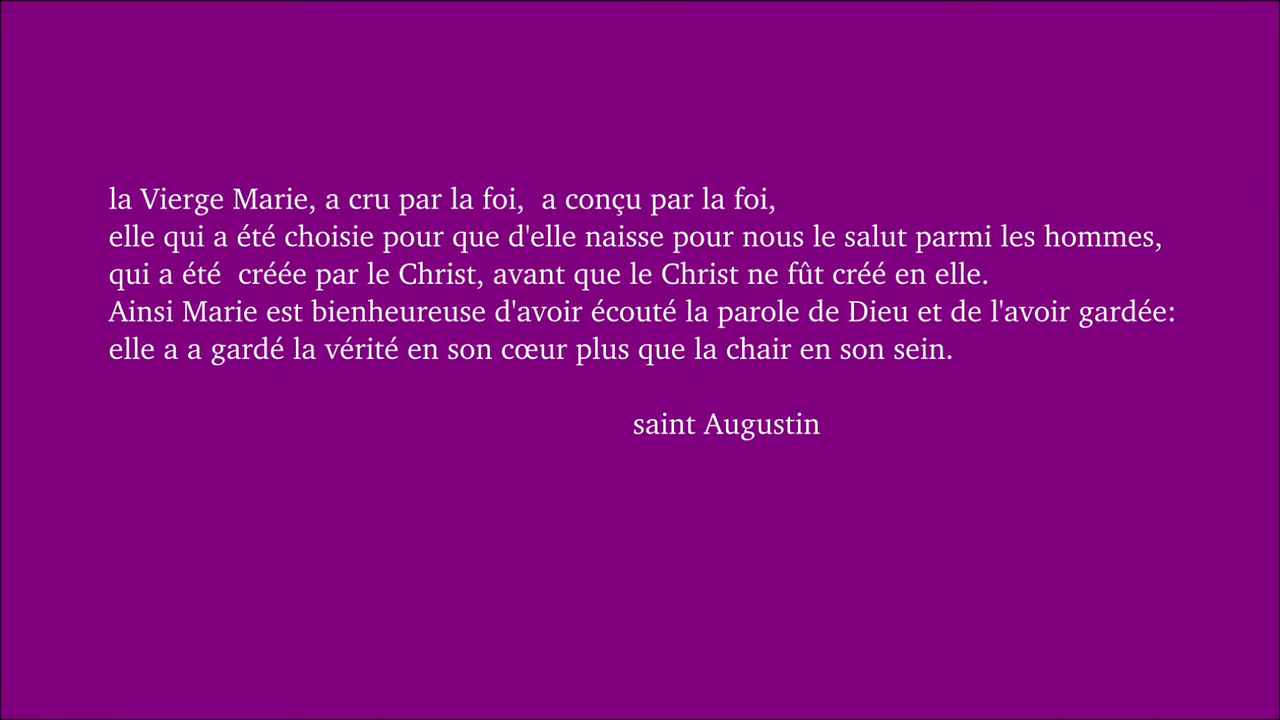 la Vierge Marie, a cru par la foi,  a conçu par la foi,
elle qui a été choisie pour que d'elle naisse pour nous le salut parmi les hommes,
qui a été  créée par le Christ, avant que le Christ ne fût créé en elle.
Ainsi Marie est bienheureuse d'avoir écouté la parole de Dieu et de l'avoir gardée:
elle a a gardé la vérité en son cœur plus que la chair en son sein.
saint Augustin